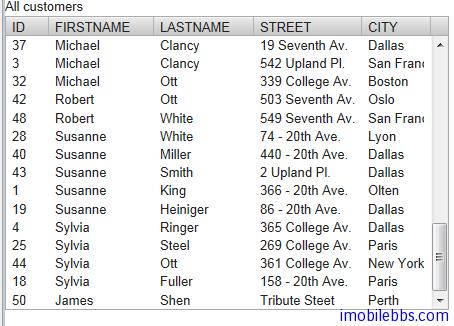 All customers
ID FIRSTNAME LASTNAME STREET CITY
37 Michael Clancy 19 Seventh Av. Dallas
3 Michael Clancy 542 Upland Pl. San Franc
32 Michael Ott 339 College Av. Boston
42 Robert Ott 503 Seventh Av. Oslo
48 Robert White 549 Seventh Av. San Franc
28 Susanne White 74 - 20th Ave. Lyon
40 Susanne Miller 440 - 20th Ave. Dallas
43 Susanne Smith 2 Upland Pl. Dallas
1 Susanne King 366 - 20th Ave. Olten
19 Susanne Heiniger 86 - 20th Ave. Dallas
4 Sylvia Ringer 365 College Av. Dallas
25 Sylvia Steel 269 College Av. Paris
44 Sylvia Ott 361 College Av. New York
18 Sylvia Fuller 158 - 20th Ave. Paris
50 James Shen Tribute Steet Perth
imobilebbs.com